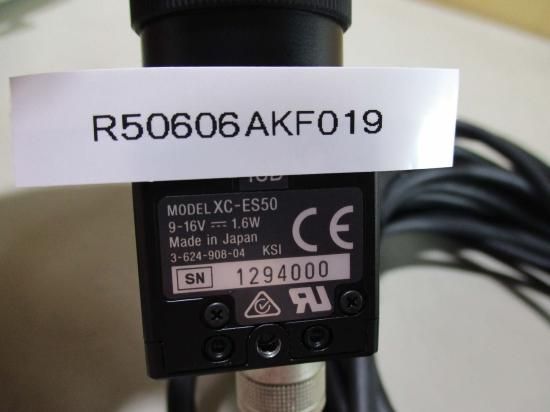 R50606AKF019
MODEL XC-ES50
9-16V ⎓ 1.6W
Made in Japan
3-624-908-04 KSI
CE
SN 1294000